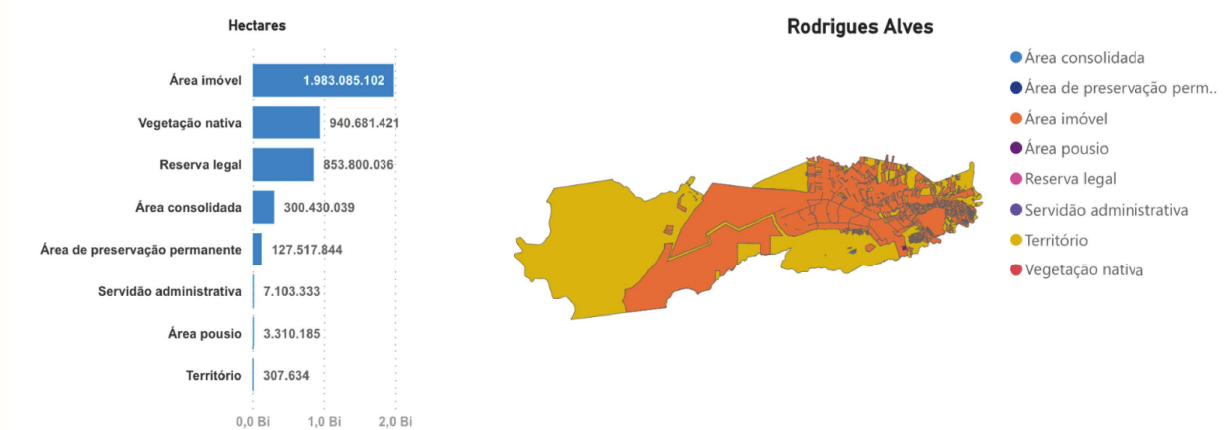 Hectares
Área imóvel 1.983.085.102
Vegetação nativa 940.681.421
Reserva legal 853.800.036
Área consolidada 300.430.039
Área de preservação permanente 127.517.844
Servidão administrativa 7.103.333
Área pousio 3.310.185
Território 307.634
0,0 Bi 1,0 Bi 2,0 Bi
Rodrigues Alves
Área consolidada
Área de preservação perm..
Área imóvel
Área pousio
Reserva legal
Servidão administrativa
Território
Vegetação nativa